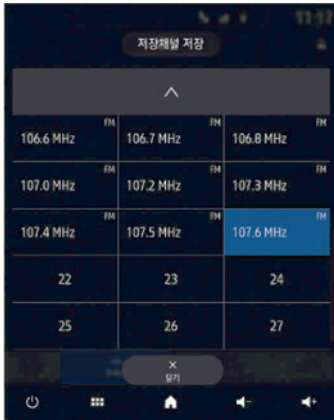 11:17
저장채널 저장
FM FM FM
106.6 MHz 106.7 MHz 106.8 MHz
FM FM FM
107.0 MHz 107.2 MHz 107.3 MHz
FM FM FM
107.4 MHz 107.5 MHz 107.6 MHz
22 23 24
25 26 27
닫기